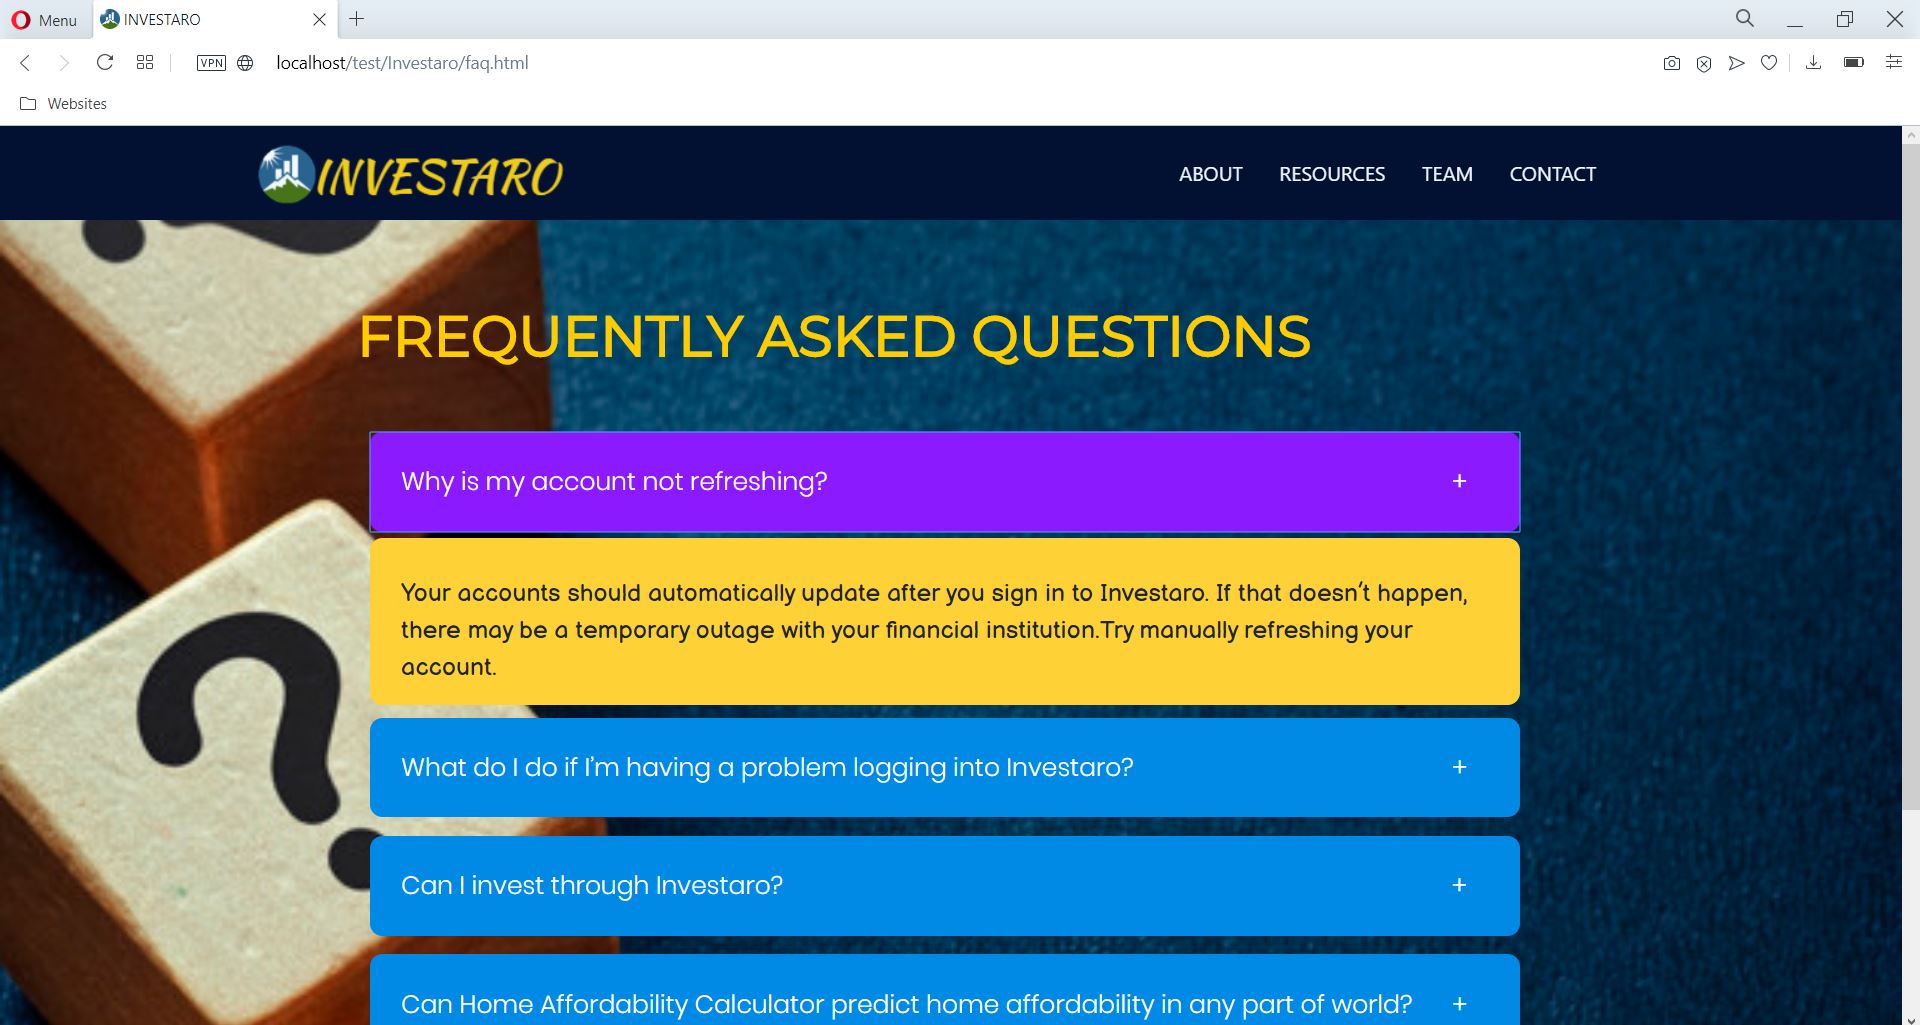 Menu
INVESTARO
VPN
localhost/test/Investaro/faq.html
Websites
INVESTARO
ABOUT
RESOURCES
TEAM
CONTACT
FREQUENTLY ASKED QUESTIONS
Why is my account not refreshing?
+
Your accounts should automatically update after you sign in to Investaro. If that doesn't happen,
there may be a temporary outage with your financial institution.Try manually refreshing your
account.
What do I do if I'm having a problem logging into Investaro?
+
Can I invest through Investaro?
+
Can Home Affordability Calculator predict home affordability in any part of world?
+
?